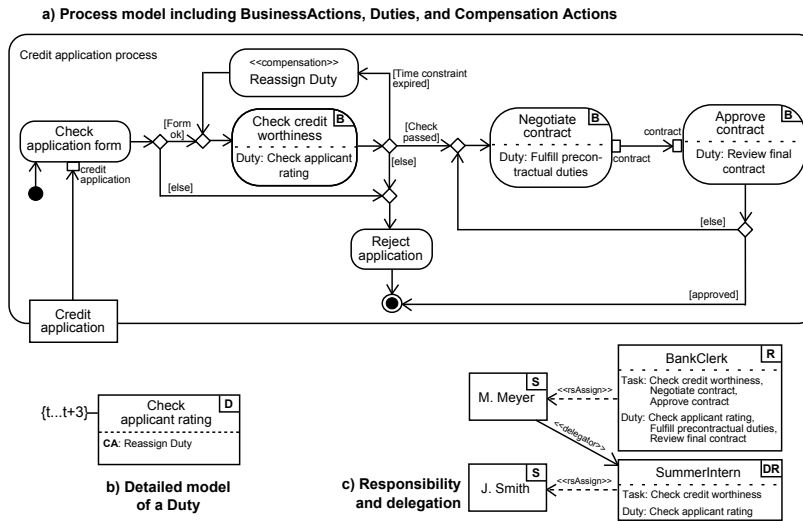 a) Process model including BusinessActions, Duties, and Compensation Actions
Credit application process
<<compensation>>
Reassign Duty
[Time constraint
expired]
Check
application form
credit
application
[Form
ok]
[else]
Check credit
worthiness
B
Duty: Check applicant
rating
[Check
passed]
[else]
Negotiate
contract
B
Duty: Fulfill precon-
tractual duties
contract
contract
Approve
contract
B
Duty: Review final
contract
[else]
[approved]
Reject
application
Credit
application
{t...t+3}
Check
applicant rating
D
CA: Reassign Duty
b) Detailed model
of a Duty
M. Meyer
S
<<rsAssign>>
BankClerk
R
Task: Check credit worthiness,
Negotiate contract,
Approve contract
Duty: Check applicant rating,
Fulfill precontractual duties,
Review final contract
<<delegator>>
c) Responsibility
and delegation
J. Smith
S
<<rsAssign>>
SummerIntern
DR
Task: Check credit worthiness
Duty: Check applicant rating